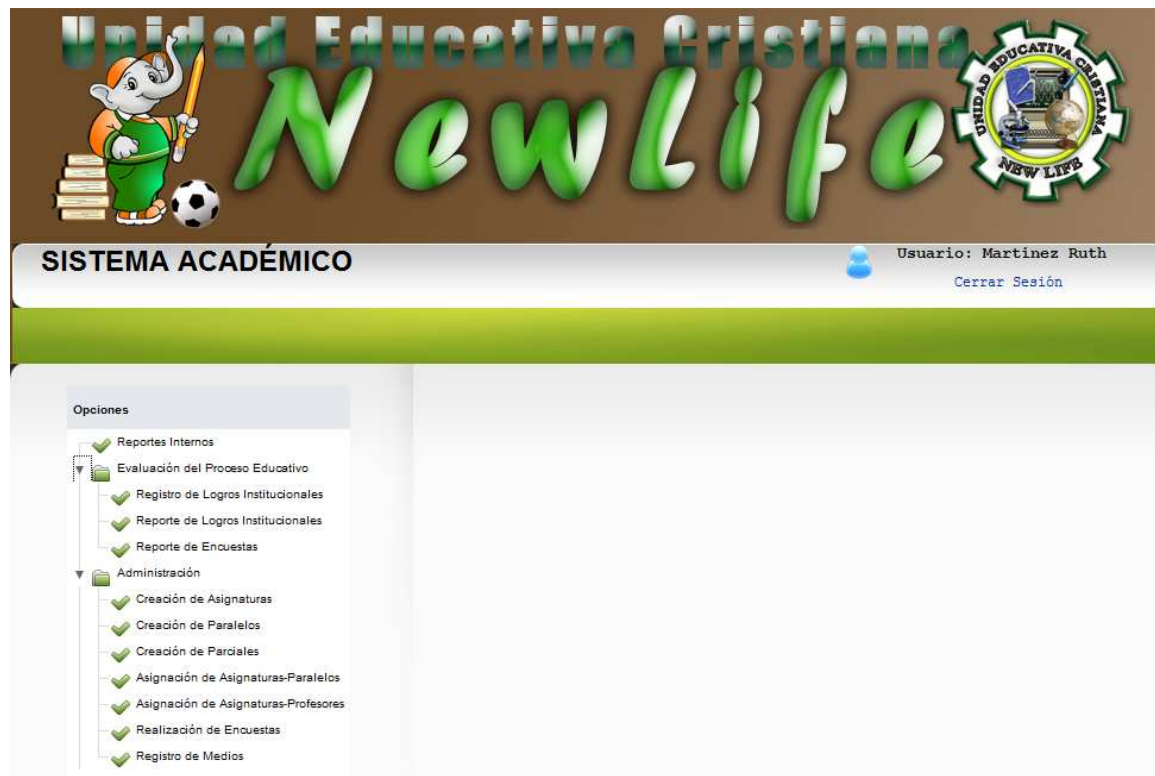 Unidad Educativa Cristiana
NewLife
UNIDAD EDUCATIVA CRISTIANA
NEW LIFE
SISTEMA ACADÉMICO
Usuario: Martinez Ruth
Cerrar Sesión
Opciones
Reportes Internos
Evaluación del Proceso Educativo
Registro de Logros Institucionales
Reporte de Logros Institucionales
Reporte de Encuestas
Administración
Creación de Asignaturas
Creación de Paralelos
Creación de Parciales
Asignación de Asignaturas-Paralelos
Asignación de Asignaturas-Profesores
Realización de Encuestas
Registro de Medios